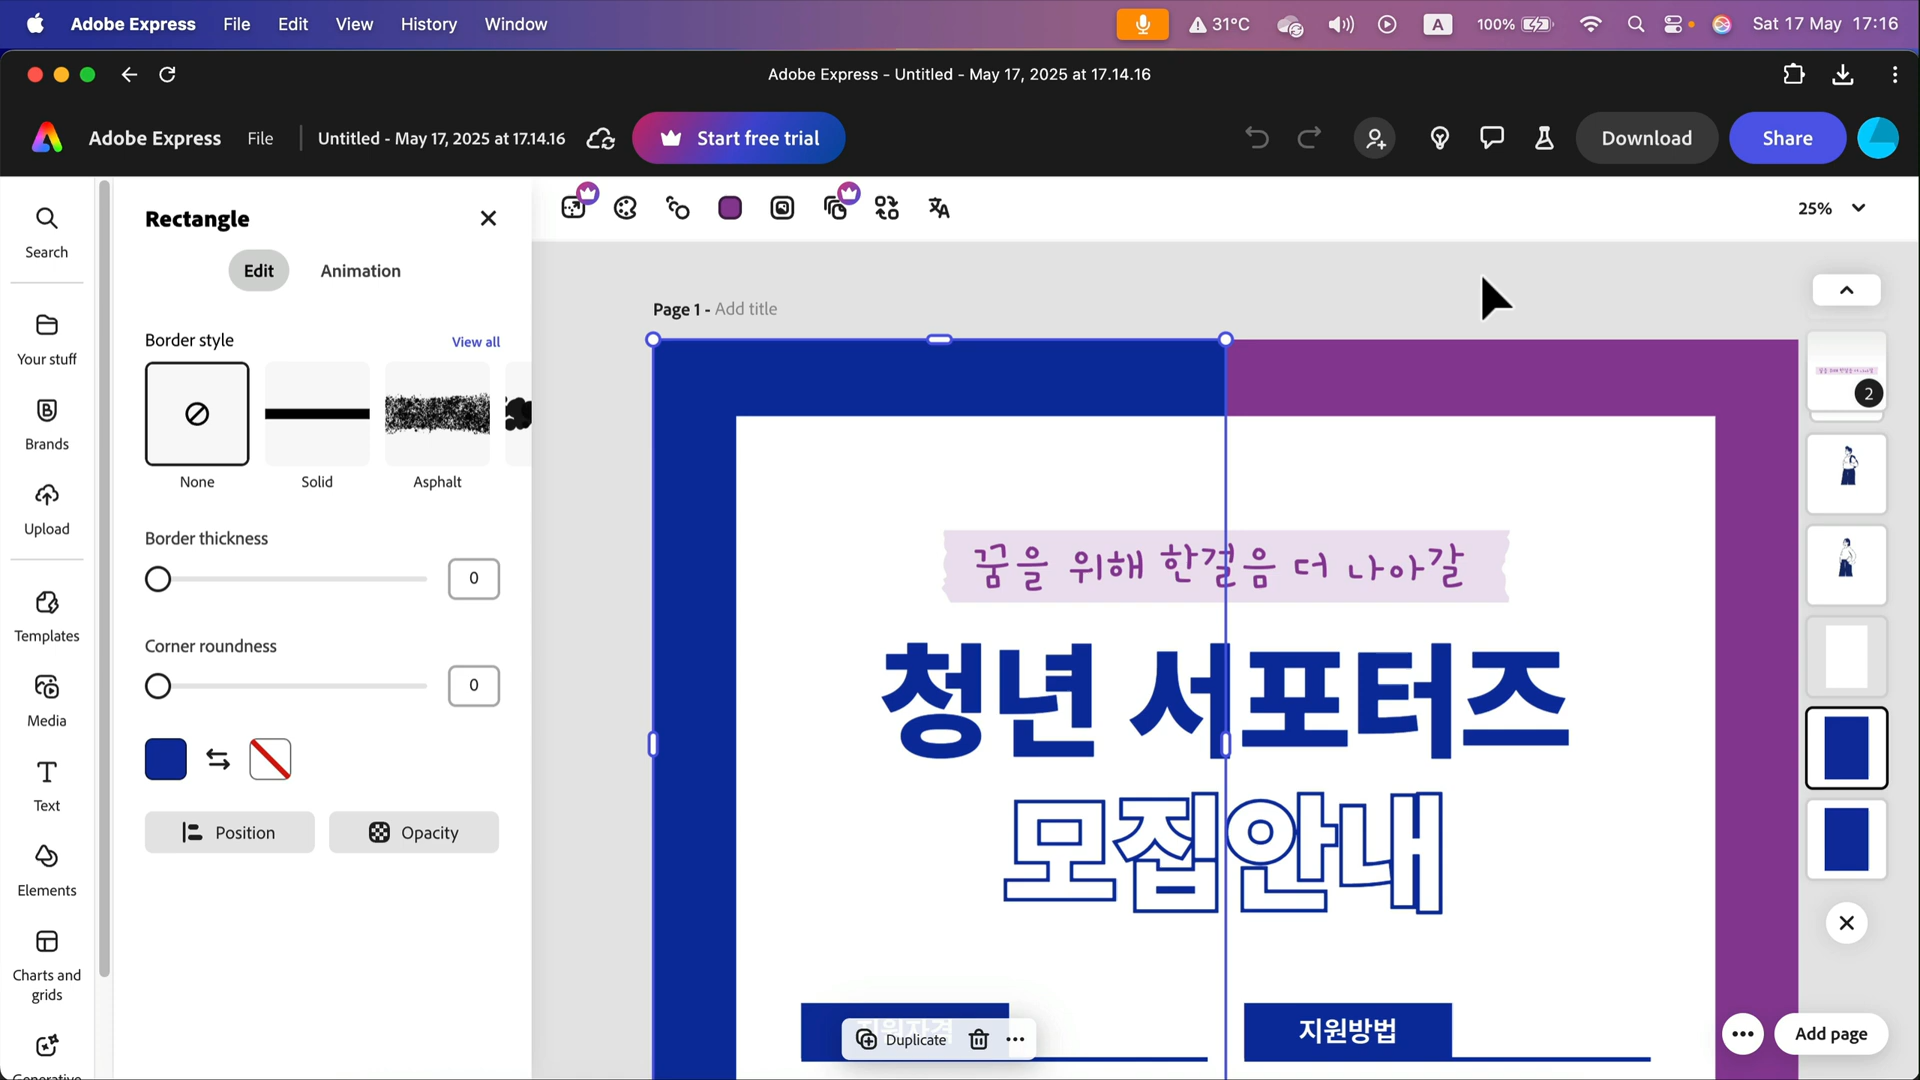 Adobe Express File Edit View History Window
A 31°C 100% Sat 17 May 17:16
Adobe Express - Untitled - May 17, 2025 at 17.14.16
Adobe Express File Untitled - May 17, 2025 at 17.14.16 Start free trial Download Share
Search
Your stuff
Brands
Upload
Templates
Media
Text
Elements
Charts and
grids
Rectangle
Edit Animation
Border style View all
None Solid Asphalt
Border thickness
0
Corner roundness
0
Position Opacity
25%
Page 1 - Add title
꿈을 위해 한걸음 더 나아갈
청년 서포터즈
모집안내
지원자격 지원방법
Duplicate
2
Add page